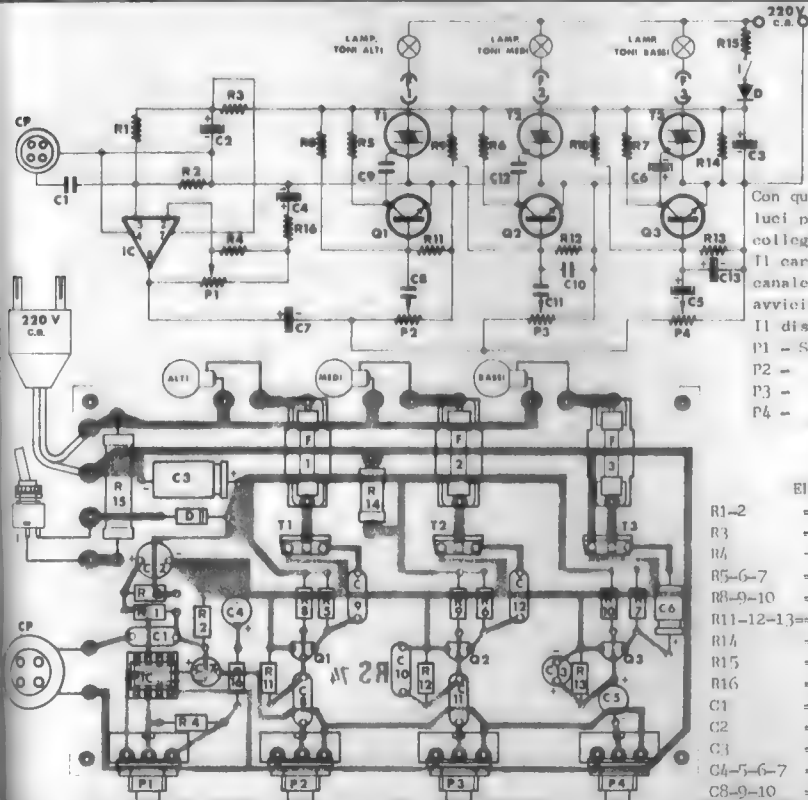 220V
c.a.
LAMP.
TONI ALTI
LAMP.
TONI MEDI
LAMP.
TONI BASSI
R15
I
D
F
1
F
2
F
3
R3
R1
C2
T1
T2
T3
CP
R8
R5
R9
R6
R10
R7
R14
C3
R2
C9
C12
C6
C1
C4
R16
Q1
Q2
Q3
IC
R4
R11
R12
R13
C8
C10
C13
P1
C11
C5
C7
P2
P3
P4
Con qu
luci p
colleg
Il car
canale
avvici
Il dis
P1 - S
P2 -
P3 -
P4 -
220 V
c.a.
ALTI
MEDI
BASSI
C3
R
15
F
1
F
2
F
3
R
14
D
I
T1
T2
T3
C
9
C
12
C6
R
2
C4
C1
CP
IC
R
11
Q1
C
10
R
12
Q2
R
13
Q3
RS 74
R4
C
11
C5
P1
P2
P3
P4
El
R1-2 =
R3 =
R4 =
R5-6-7 =
R8-9-10 =
R11-12-13=
R14 =
R15 =
R16 =
C1 =
C2 =
C3 =
C4-5-6-7 =
C8-9-10 =